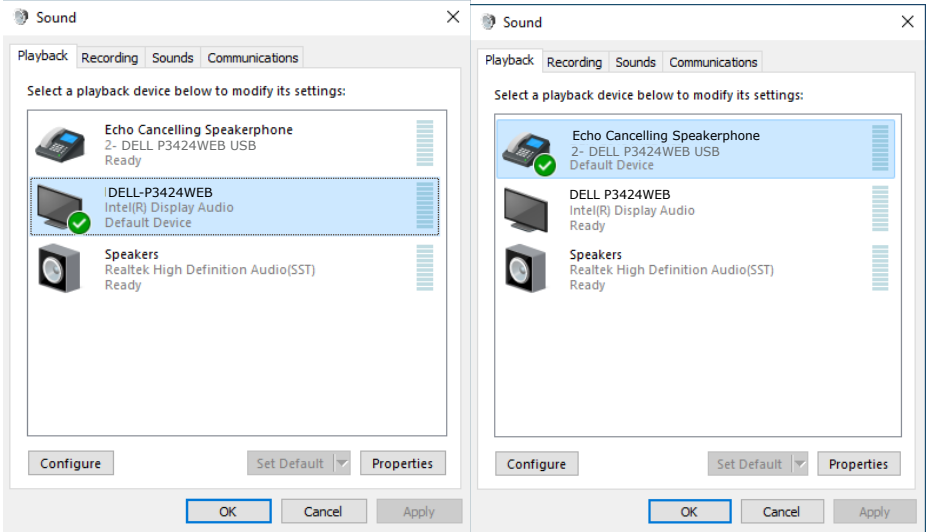 Sound
Playback Recording Sounds Communications
Select a playback device below to modify its settings:
Echo Cancelling Speakerphone
2- DELL P3424WEB USB
Ready
DELL-P3424WEB
Intel(R) Display Audio
Default Device
Speakers
Realtek High Definition Audio(SST)
Ready
Configure Set Default Properties
OK Cancel Apply
Sound
Playback Recording Sounds Communications
Select a playback device below to modify its settings:
Echo Cancelling Speakerphone
2- DELL P3424WEB USB
Default Device
DELL P3424WEB
Intel(R) Display Audio
Ready
Speakers
Realtek High Definition Audio(SST)
Ready
Configure Set Default Properties
OK Cancel Apply